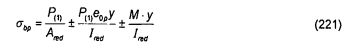 σ_bp = P_(1) / A_red ± P_(1) e_0p y / I_red ± M · y / I_red (221)